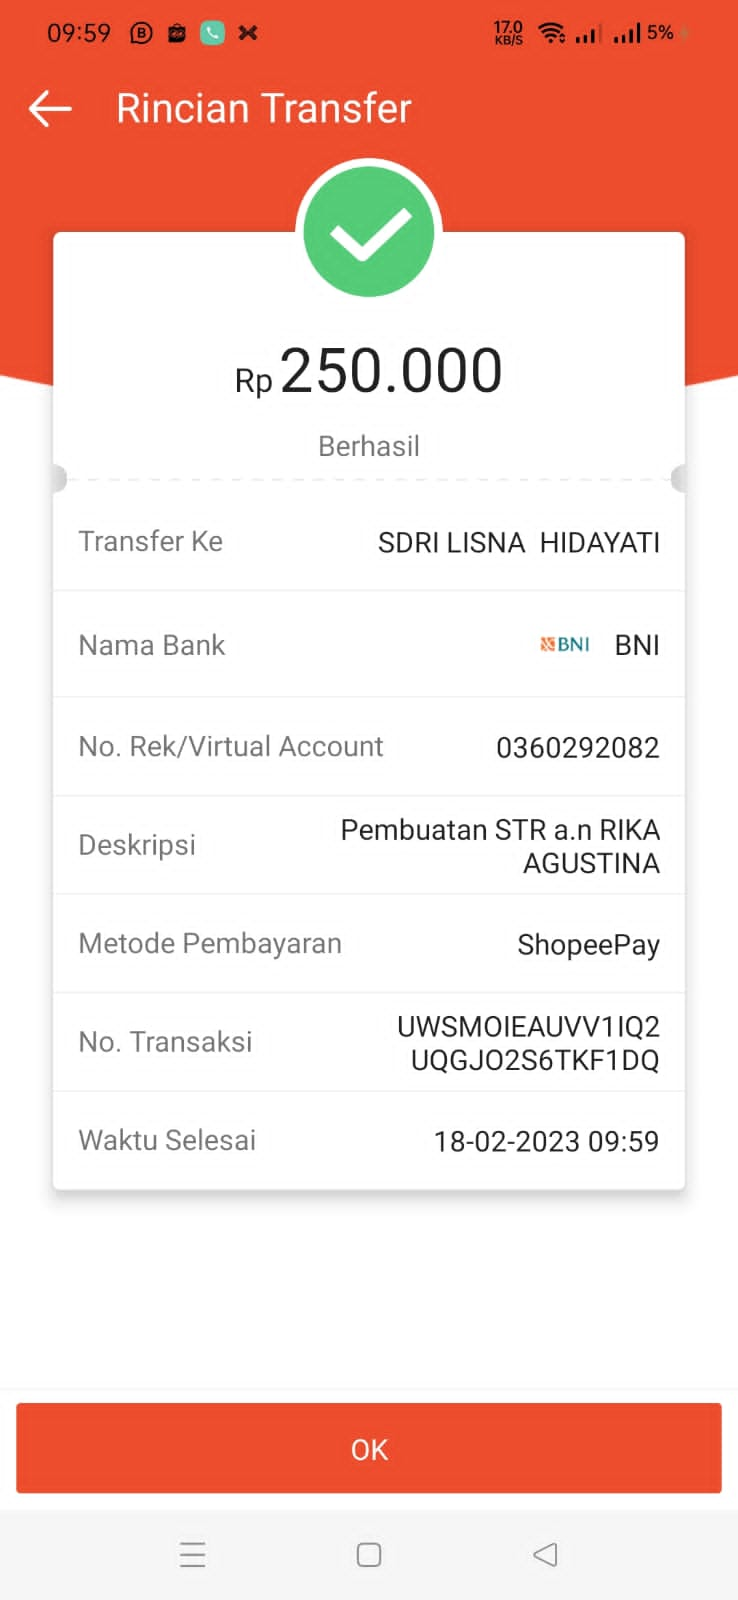 09:59 17.0 KB/S 5%
Rincian Transfer
Rp 250.000
Berhasil
Transfer Ke SDRI LISNA HIDAYATI
Nama Bank BNI BNI
No. Rek/Virtual Account 0360292082
Deskripsi Pembuatan STR a.n RIKA
AGUSTINA
Metode Pembayaran ShopeePay
No. Transaksi UWSMOIEAUVV1IQ2
UQGJO2S6TKF1DQ
Waktu Selesai 18-02-2023 09:59
OK